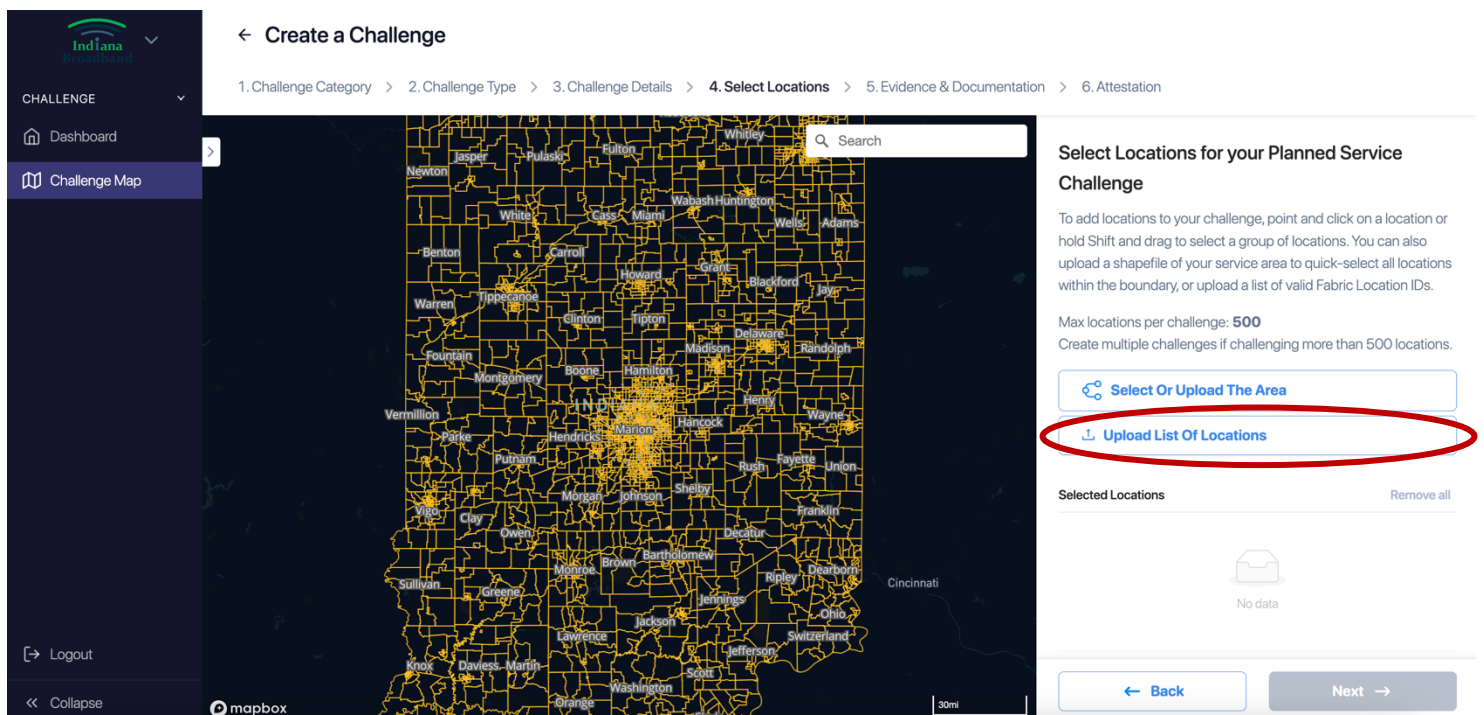 Indiana
Broadband
CHALLENGE
Dashboard
Challenge Map
Logout
Collapse
← Create a Challenge
1. Challenge Category > 2. Challenge Type > 3. Challenge Details > 4. Select Locations > 5. Evidence & Documentation > 6. Attestation
Search
Whitley
Jasper
Pulaski
Fulton
Newton
Wabash
Huntington
White
Cass
Miami
Wells
Adams
Benton
Carroll
Howard
Grant
Blackford
Jay
Warren
Tippecanoe
Clinton
Tipton
Delaware
Madison
Randolph
Fountain
Montgomery
Boone
Hamilton
Henry
Wayne
Vermillion
Parke
Hendricks
Marion
Hancock
Putnam
Rush
Fayette
Union
Morgan
Johnson
Shelby
Vigo
Clay
Franklin
Owen
Decatur
Bartholomew
Monroe
Brown
Ripley
Dearborn
Sullivan
Greene
Jennings
Cincinnati
Jackson
Ohio
Lawrence
Switzerland
Jefferson
Knox
Daviess
Martin
Scott
Washington
Orange
mapbox
30mi
Select Locations for your Planned Service
Challenge
To add locations to your challenge, point and click on a location or
hold Shift and drag to select a group of locations. You can also
upload a shapefile of your service area to quick-select all locations
within the boundary, or upload a list of valid Fabric Location IDs.
Max locations per challenge: 500
Create multiple challenges if challenging more than 500 locations.
Select Or Upload The Area
Upload List Of Locations
Selected Locations
Remove all
No data
← Back
Next →